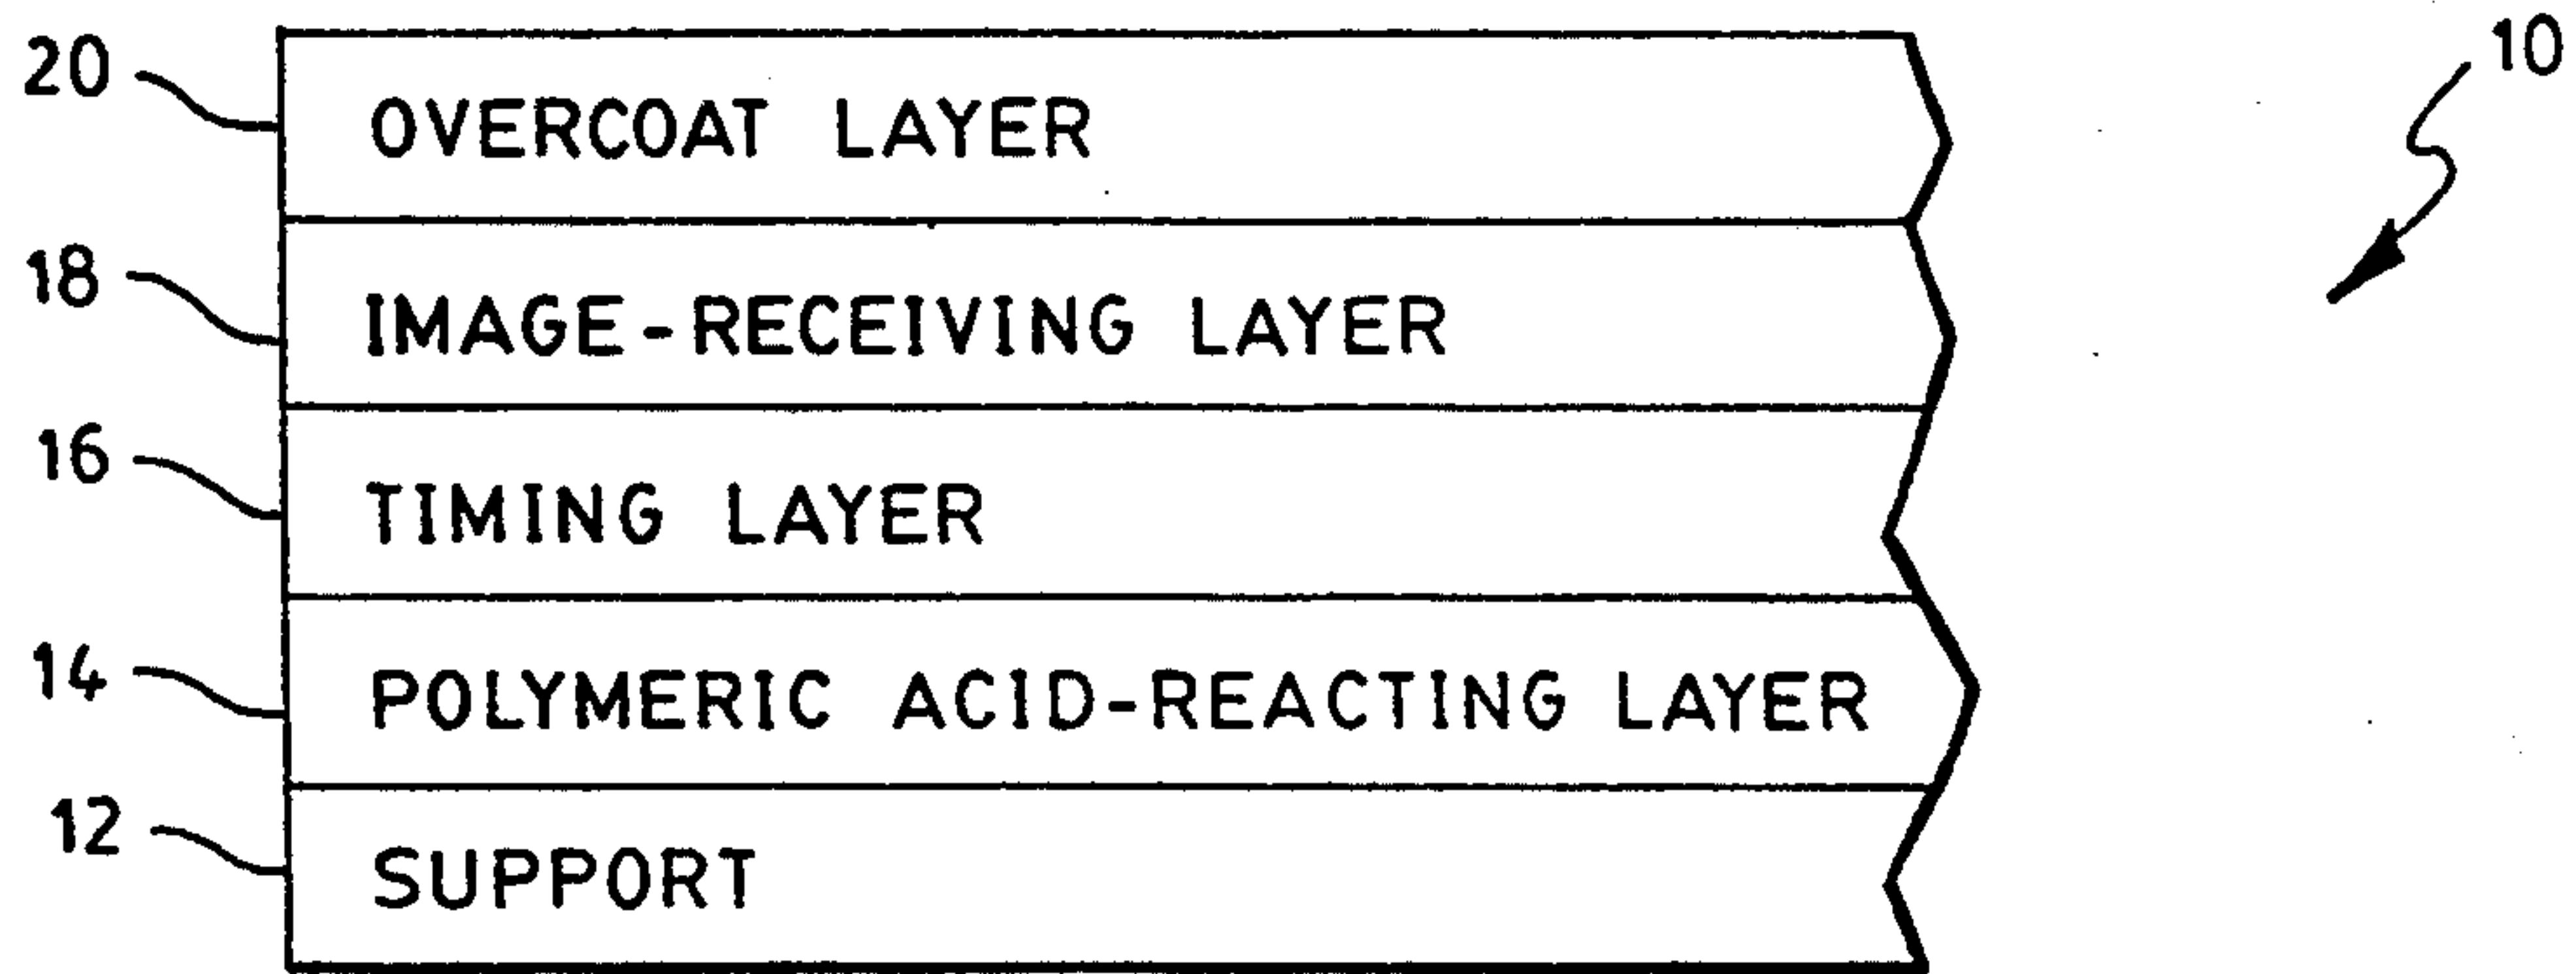 10
20 OVERCOAT LAYER
18 IMAGE-RECEIVING LAYER
16 TIMING LAYER
14 POLYMERIC ACID-REACTING LAYER
12 SUPPORT